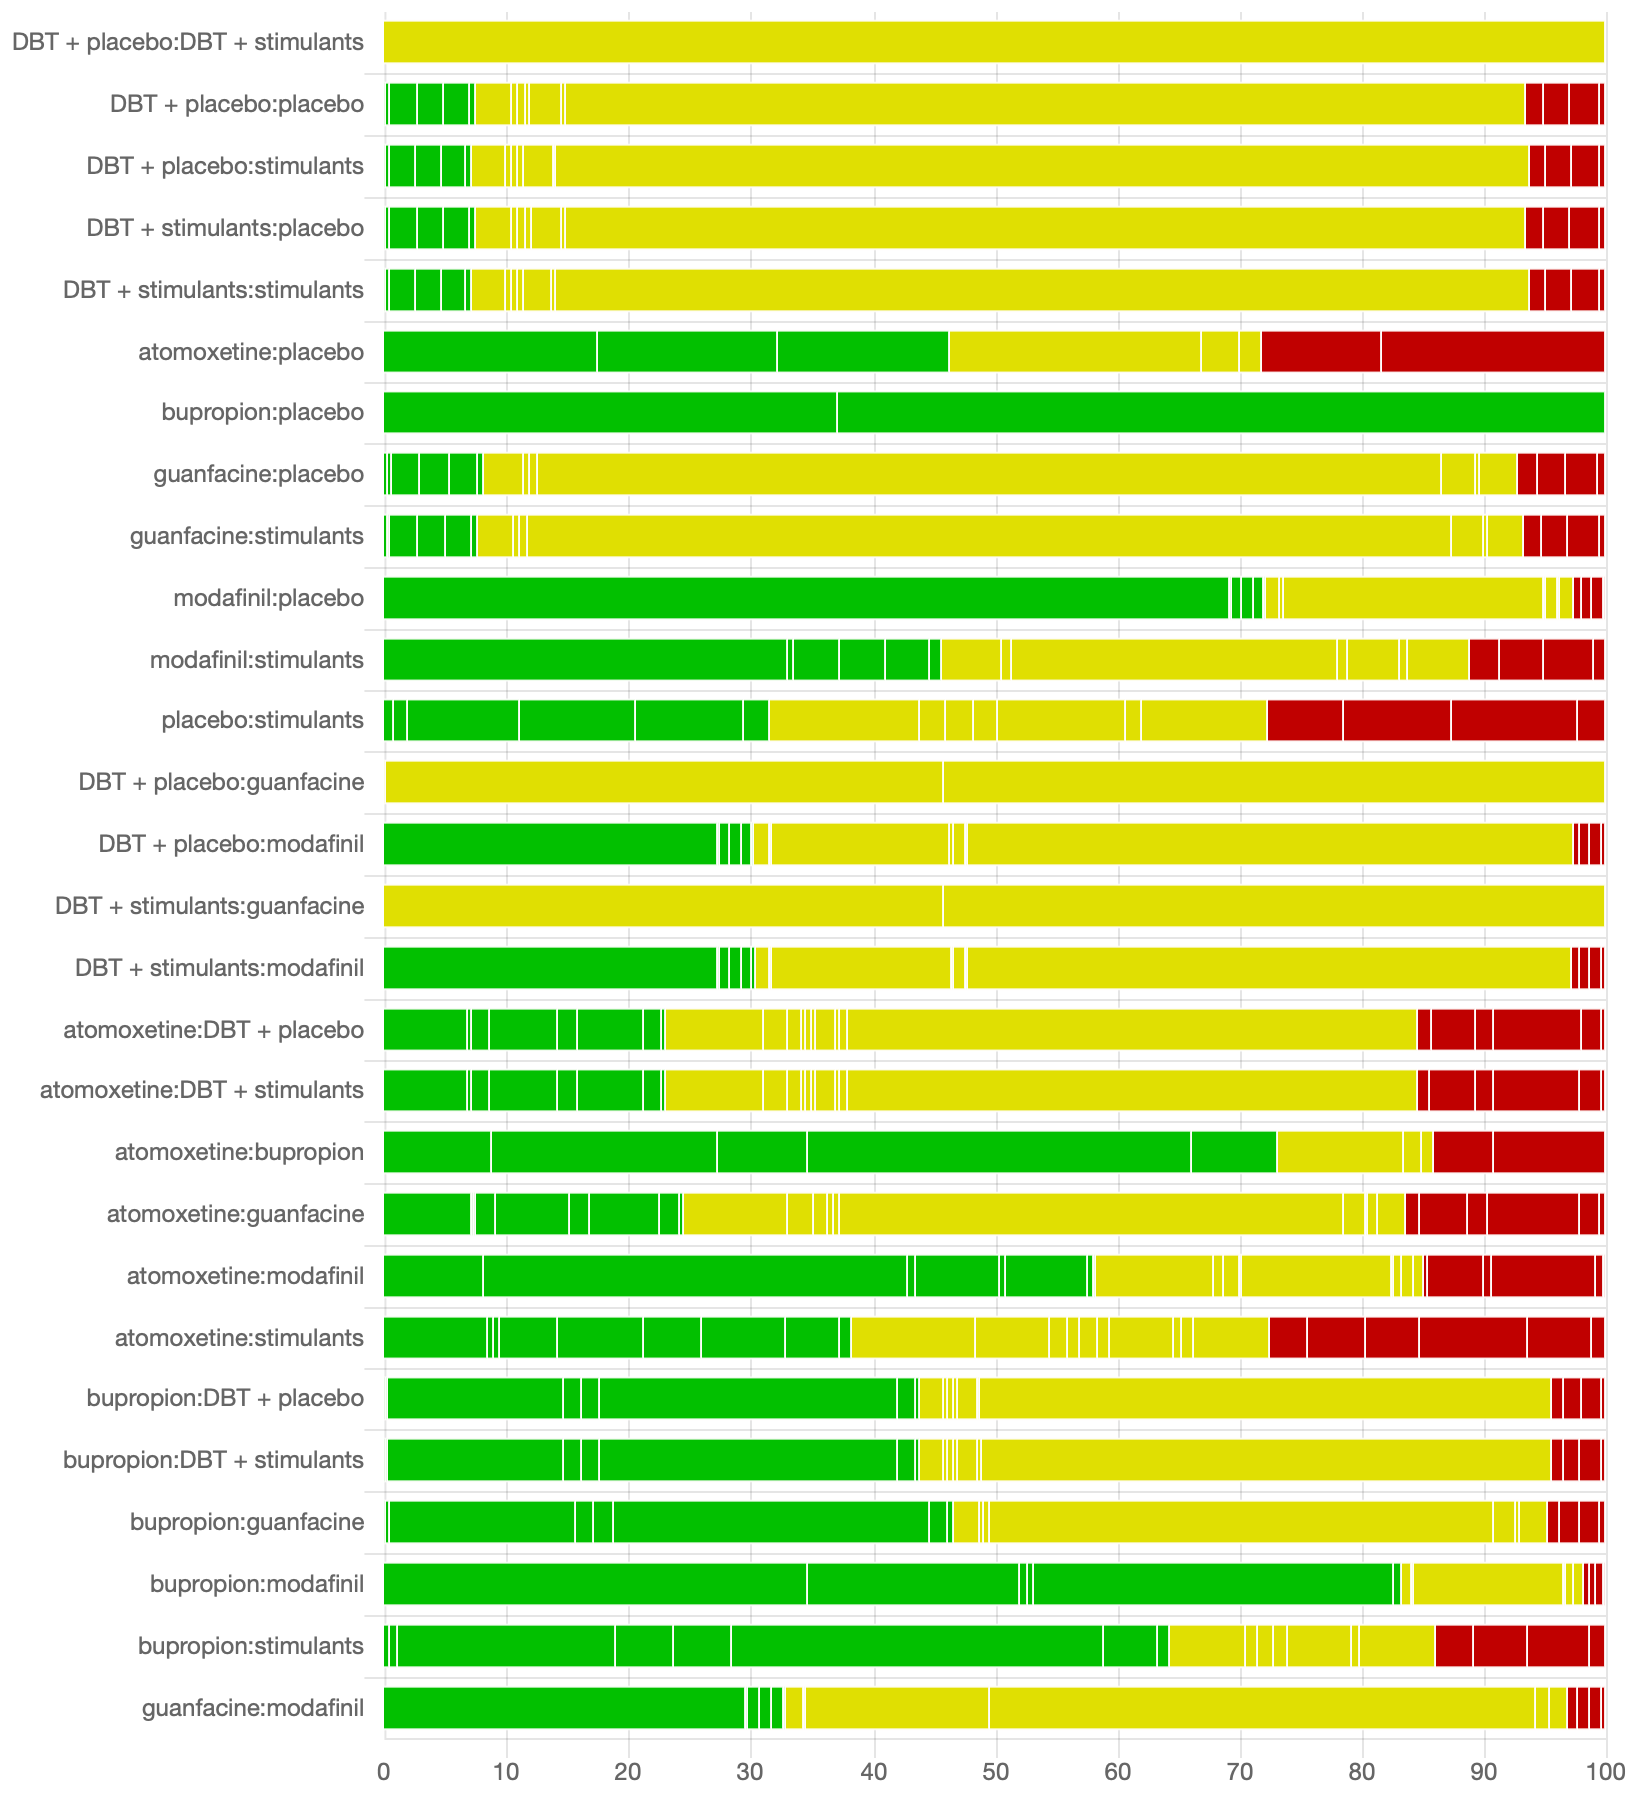 DBT + placebo:DBT + stimulants
DBT + placebo:placebo
DBT + placebo:stimulants
DBT + stimulants:placebo
DBT + stimulants:stimulants
atomoxetine:placebo
bupropion:placebo
guanfacine:placebo
guanfacine:stimulants
modafinil:placebo
modafinil:stimulants
placebo:stimulants
DBT + placebo:guanfacine
DBT + placebo:modafinil
DBT + stimulants:guanfacine
DBT + stimulants:modafinil
atomoxetine:DBT + placebo
atomoxetine:DBT + stimulants
atomoxetine:bupropion
atomoxetine:guanfacine
atomoxetine:modafinil
atomoxetine:stimulants
bupropion:DBT + placebo
bupropion:DBT + stimulants
bupropion:guanfacine
bupropion:modafinil
bupropion:stimulants
guanfacine:modafinil
0 10 20 30 40 50 60 70 80 90 100